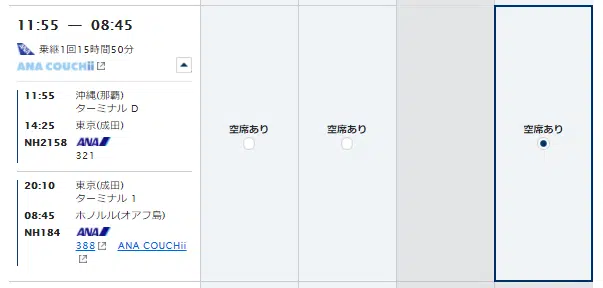 11:55 — 08:45
乗継1回15時間50分
ANA COUCHii
11:55 沖縄(那覇)
ターミナル D
14:25 東京(成田)
NH2158 ANA
321
20:10 東京(成田)
ターミナル 1
08:45 ホノルル(オアフ島)
NH184 ANA
388 ANA COUCHii
空席あり
空席あり
空席あり